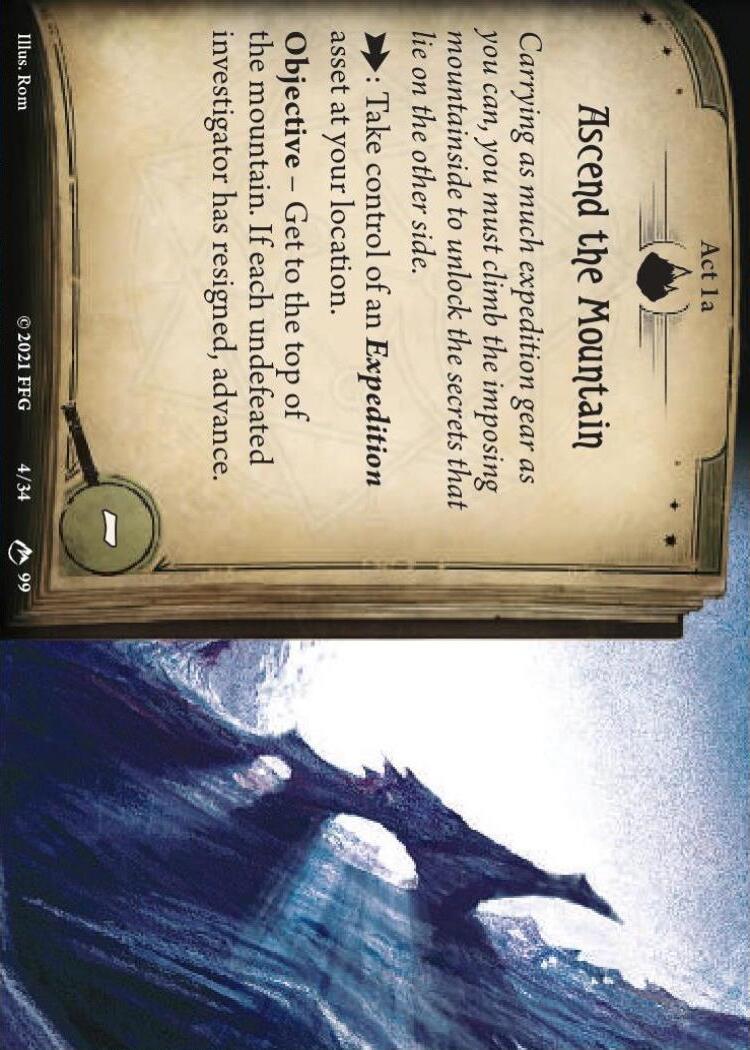 Act 1a
Ascend the Mountain
Carrying as much expedition gear as
you can, you must climb the imposing
mountainside to unlock the secrets that
lie on the other side.
: Take control of an Expedition
asset at your location.
Objective – Get to the top of
the mountain. If each undefeated
investigator has resigned, advance.
–
Illus. Rom © 2021 FFG 4/34 99